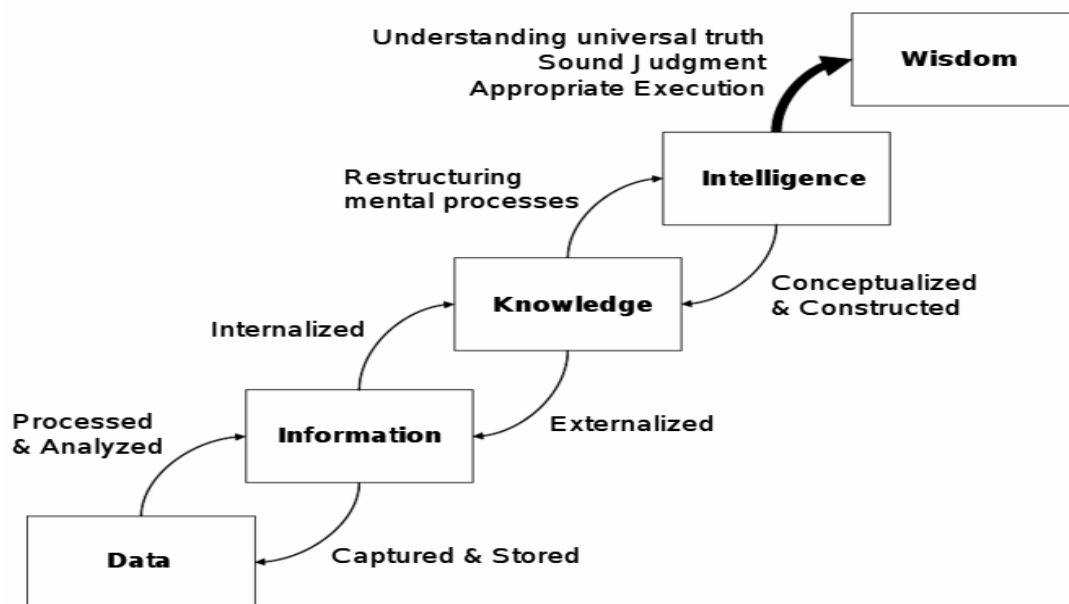 Understanding universal truth
Sound Judgment
Appropriate Execution
Wisdom
Restructuring
mental processes
Intelligence
Conceptualized
& Constructed
Internalized
Knowledge
Externalized
Processed
& Analyzed
Information
Captured & Stored
Data